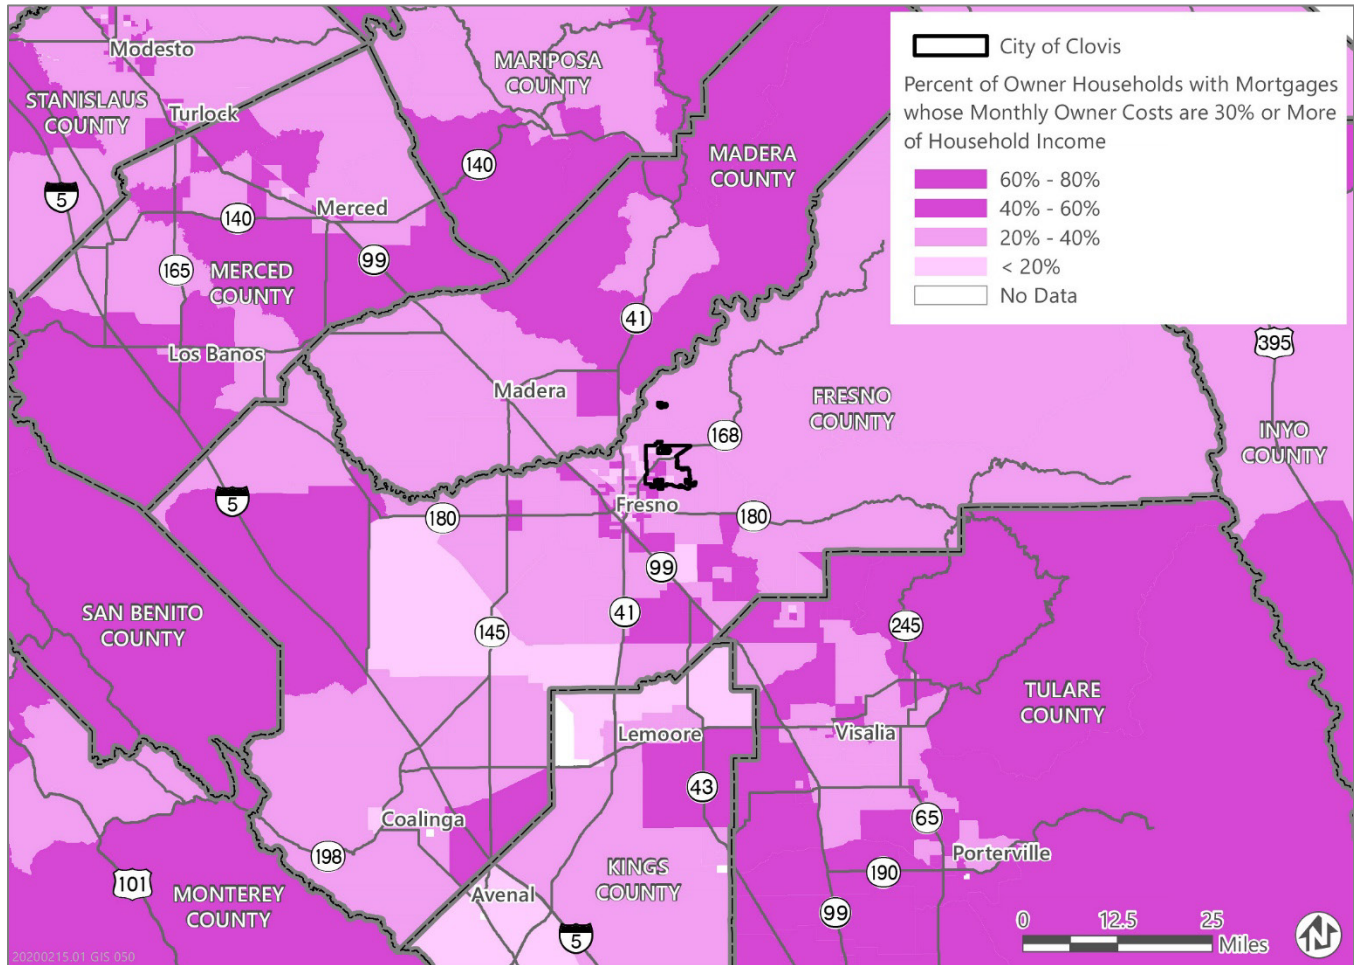 City of Clovis
Percent of Owner Households with Mortgages
whose Monthly Owner Costs are 30% or More
of Household Income
60% - 80%
40% - 60%
20% - 40%
< 20%
No Data
Modesto
MARIPOSA
COUNTY
STANISLAUS
COUNTY
Turlock
MADERA
COUNTY
140
5
Merced
140
99
165
MERCED
COUNTY
41
395
Los Banos
Madera
FRESNO
COUNTY
168
INYO
COUNTY
5
180
Fresno
180
99
SAN BENITO
COUNTY
145
41
245
TULARE
COUNTY
Lemoore
Visalia
43
Coalinga
65
198
Porterville
101
MONTEREY
COUNTY
Avenal
KINGS
COUNTY
190
99
5
0 12.5 25
Miles
N
20200215.01 GIS 050